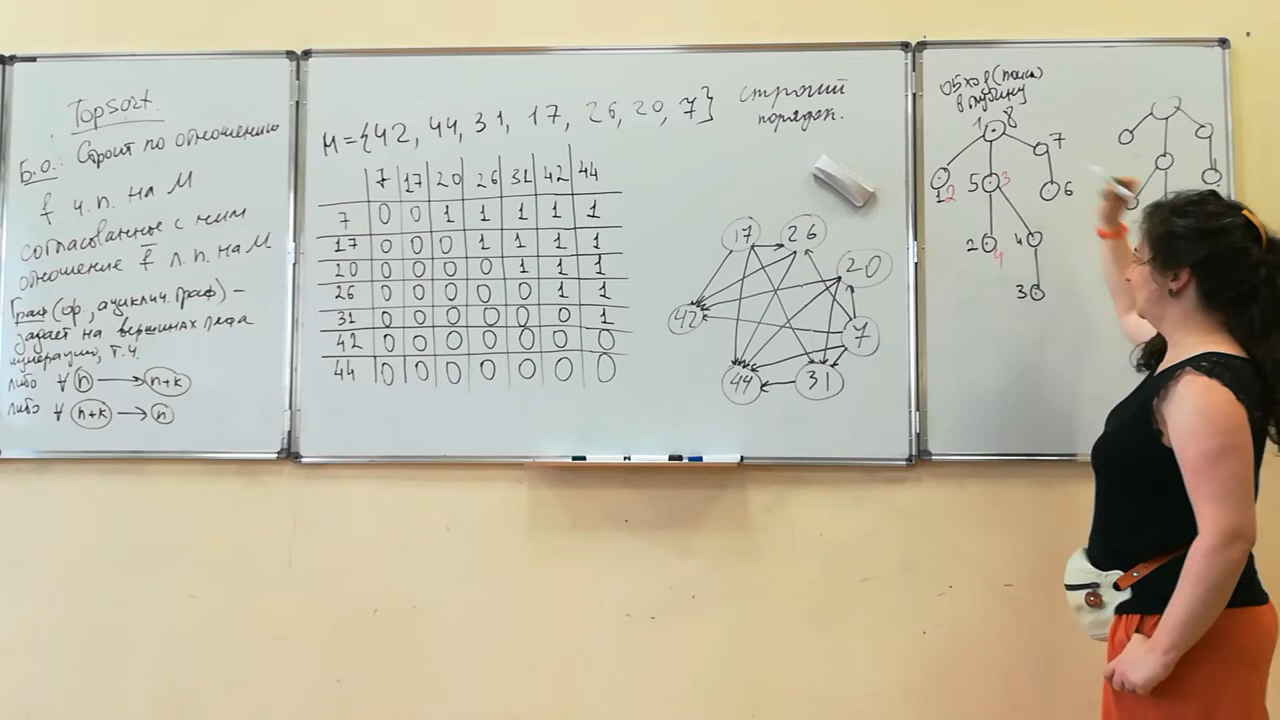 TopSort.
Б.О.: Строит по отношению
f ч.п. на М
согласованное с ним
отношение f̄ л.п. на М
Граф (ор, ациклич. граф) –
задаёт на вершинах графа
нумерацию, т.ч.
либо ∀ n → n+k
либо ∀ n+k → n
M={42, 44, 31, 17, 26, 20, 7}
строгий
порядок.
7 17 20 26 31 42 44
7 0 0 1 1 1 1 1
17 0 0 0 1 1 1 1
20 0 0 0 0 1 1 1
26 0 0 0 0 0 1 1
31 0 0 0 0 0 0 1
42 0 0 0 0 0 0 0
44 0 0 0 0 0 0 0
17 26
20
42
7
44 31
Обход (поиск)
в глубину
1 8
7
1 2 5 3 6
2 4 4
3